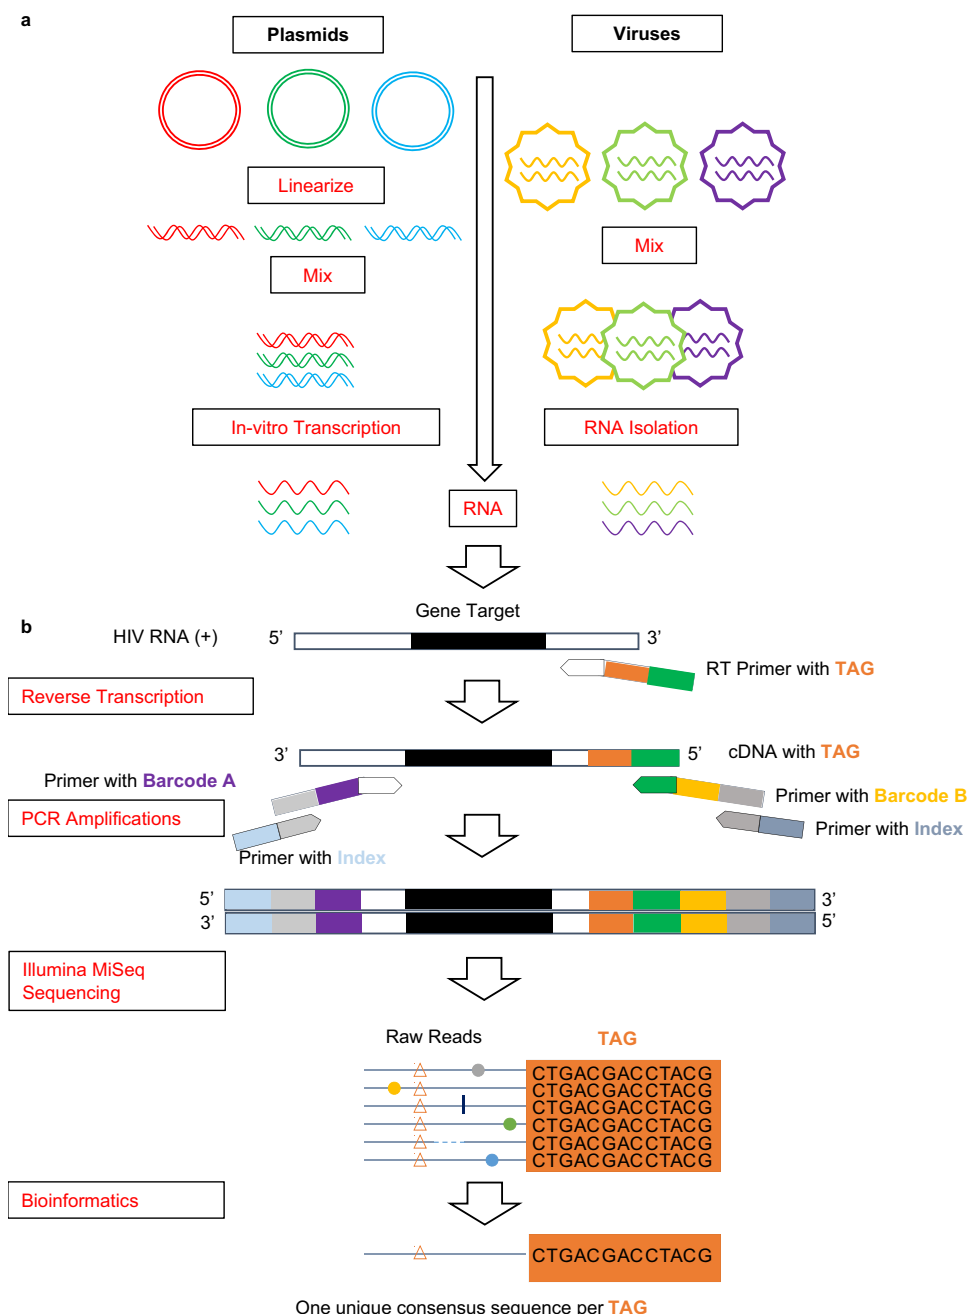 a
Plasmids
Viruses
Linearize
Mix
Mix
In-vitro Transcription
RNA Isolation
RNA
Gene Target
b
HIV RNA (+)
5’
3’
RT Primer with TAG
Reverse Transcription
3’
5’
cDNA with TAG
Primer with Barcode A
Primer with Barcode B
PCR Amplifications
Primer with Index
Primer with Index
5’
3’
3’
5’
Illumina MiSeq
Sequencing
Raw Reads
TAG
CTGACGACCTACG
CTGACGACCTACG
CTGACGACCTACG
CTGACGACCTACG
CTGACGACCTACG
CTGACGACCTACG
Bioinformatics
CTGACGACCTACG
One unique consensus sequence per TAG